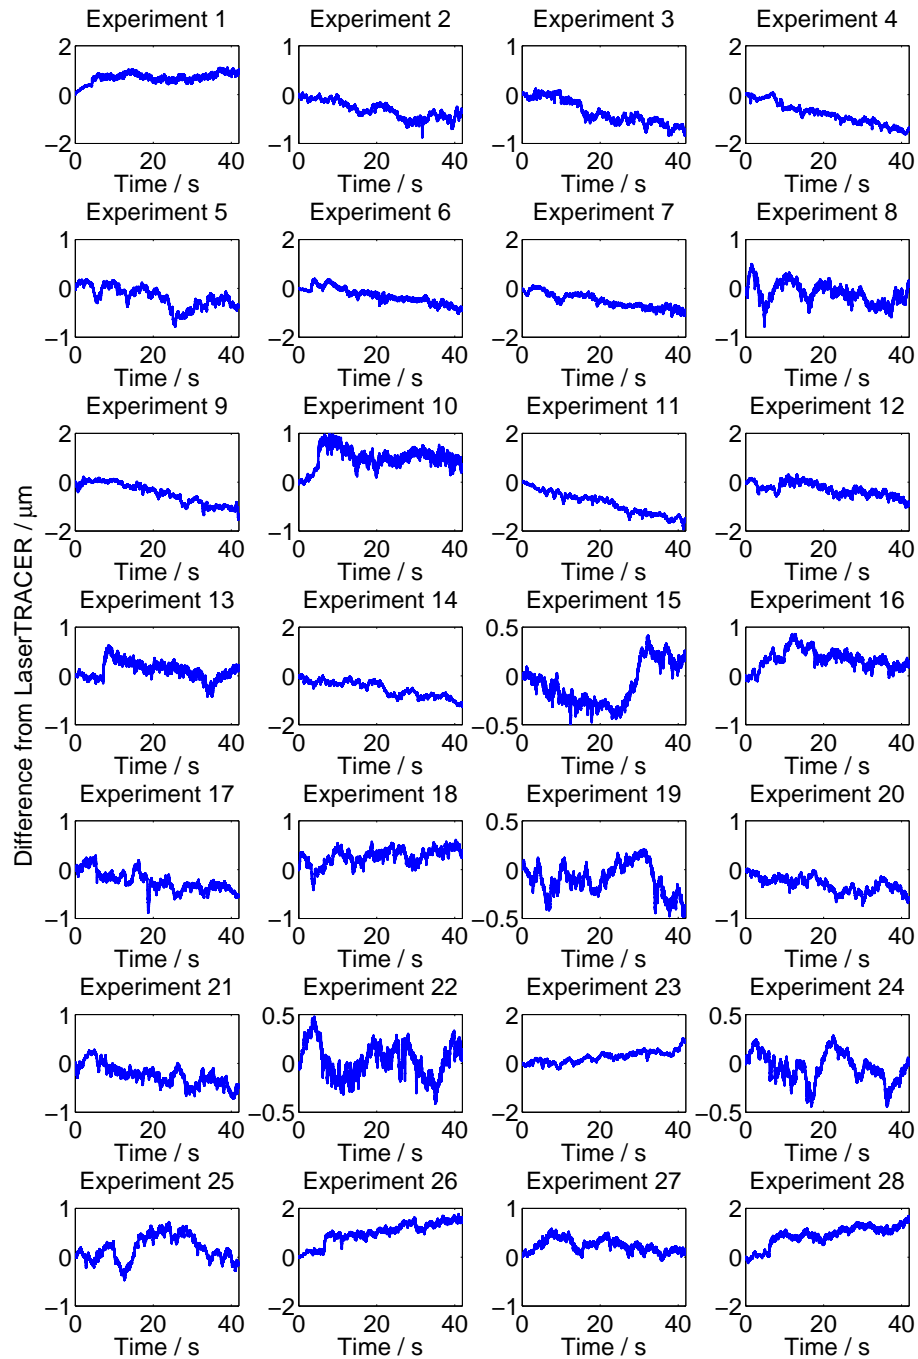 Difference from LaserTRACER / μm
Experiment 1 Experiment 2 Experiment 3 Experiment 4
2 1 1 2
0 0 0 0
−2 −1 −1 −2
0 20 40 0 20 40 0 20 40 0 20 40
Time / s Time / s Time / s Time / s
Experiment 5 Experiment 6 Experiment 7 Experiment 8
1 2 2 1
0 0 0 0
−1 −2 −2 −1
0 20 40 0 20 40 0 20 40 0 20 40
Time / s Time / s Time / s Time / s
Experiment 9 Experiment 10 Experiment 11 Experiment 12
2 1 2 2
0 0 0 0
−2 −1 −2 −2
0 20 40 0 20 40 0 20 40 0 20 40
Time / s Time / s Time / s Time / s
Experiment 13 Experiment 14 Experiment 15 Experiment 16
1 2 0.5 1
0 0 0 0
−1 −2 −0.5 −1
0 20 40 0 20 40 0 20 40 0 20 40
Time / s Time / s Time / s Time / s
Experiment 17 Experiment 18 Experiment 19 Experiment 20
1 1 0.5 1
0 0 0 0
−1 −1 −0.5 −1
0 20 40 0 20 40 0 20 40 0 20 40
Time / s Time / s Time / s Time / s
Experiment 21 Experiment 22 Experiment 23 Experiment 24
1 0.5 2 0.5
0 0 0 0
−1 −0.5 −2 −0.5
0 20 40 0 20 40 0 20 40 0 20 40
Time / s Time / s Time / s Time / s
Experiment 25 Experiment 26 Experiment 27 Experiment 28
1 2 1 2
0 0 0 0
−1 −2 −1 −2
0 20 40 0 20 40 0 20 40 0 20 40
Time / s Time / s Time / s Time / s